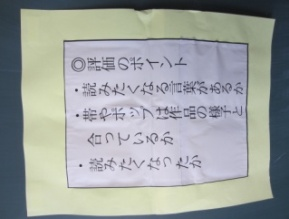 ◎評価のポイント
・読みたくなる言葉があるか
・帯やポップは作品の様子と
合っているか
・読みたくなったか